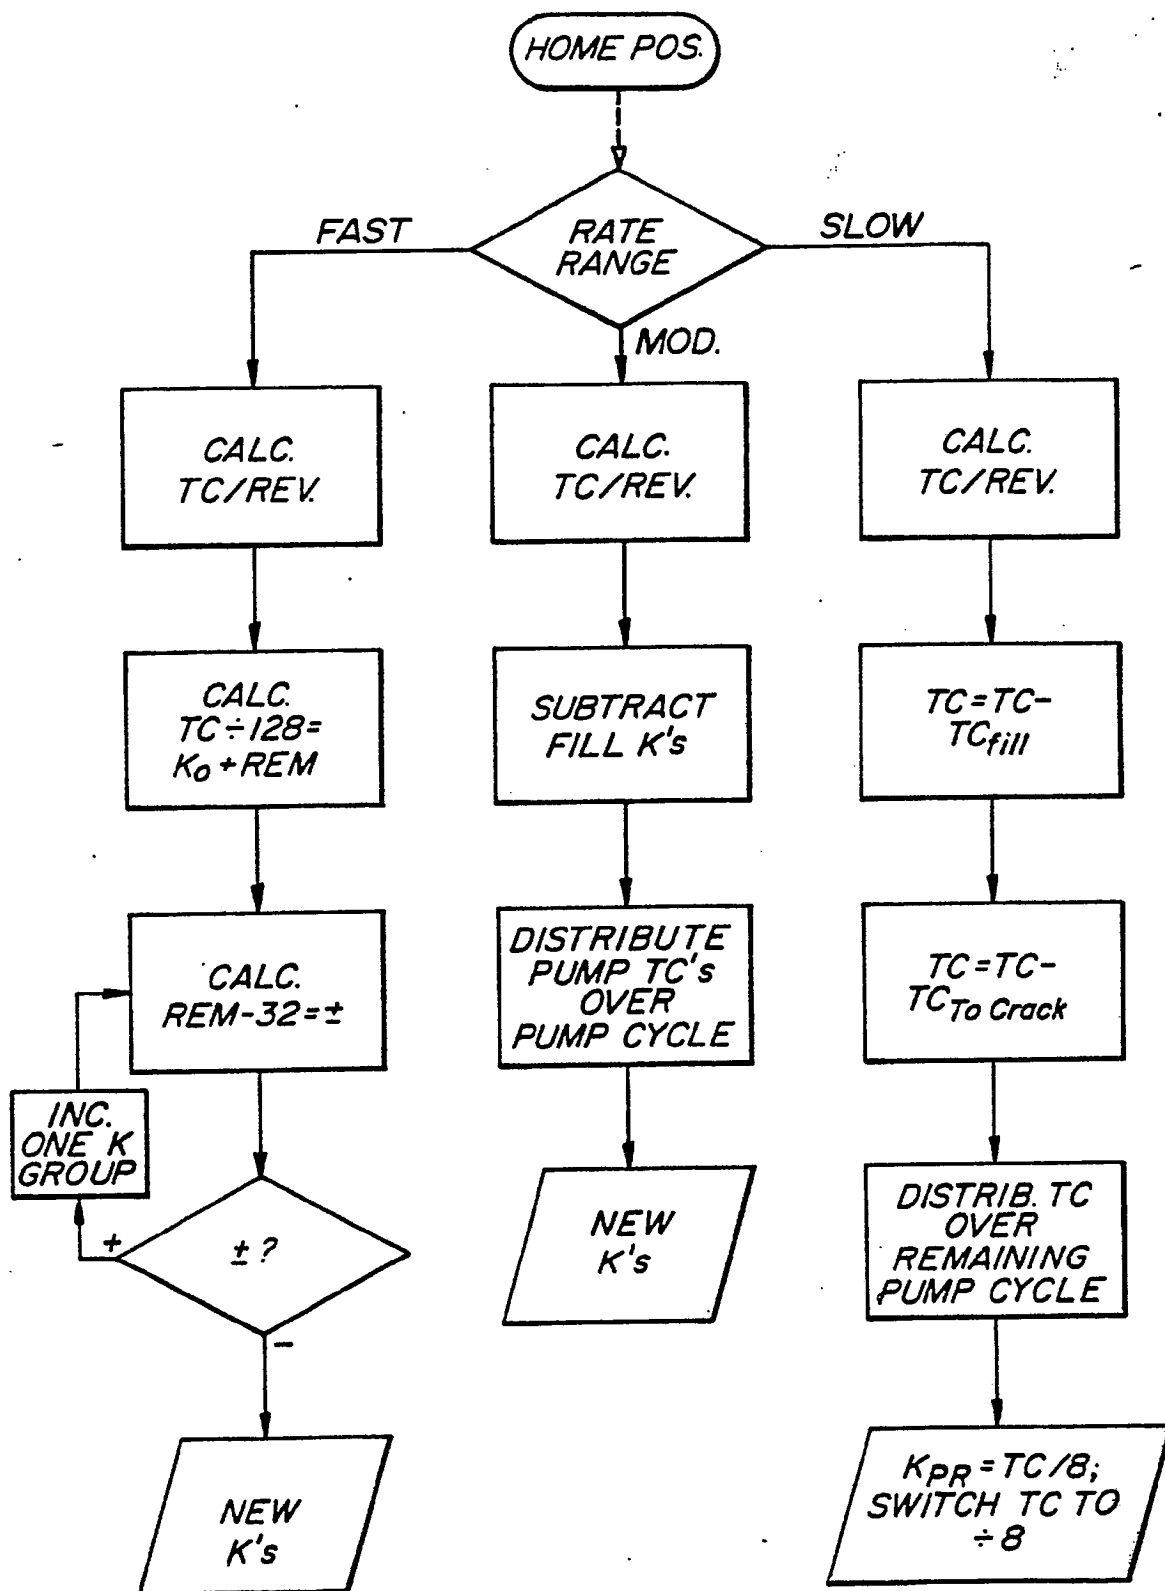 HOME POS.
RATE
RANGE
FAST
SLOW
MOD.
CALC.
TC/REV.
CALC.
TC÷128=
K₀+REM
CALC.
REM-32=±
INC.
ONE K
GROUP
+
±?
-
NEW
K's
CALC.
TC/REV.
SUBTRACT
FILL K's
DISTRIBUTE
PUMP TC's
OVER
PUMP CYCLE
NEW
K's
CALC.
TC/REV.
TC=TC-
TCfill
TC=TC-
TCTo Crack
DISTRIB. TC
OVER
REMAINING
PUMP CYCLE
KPR=TC/8;
SWITCH TC TO
÷8